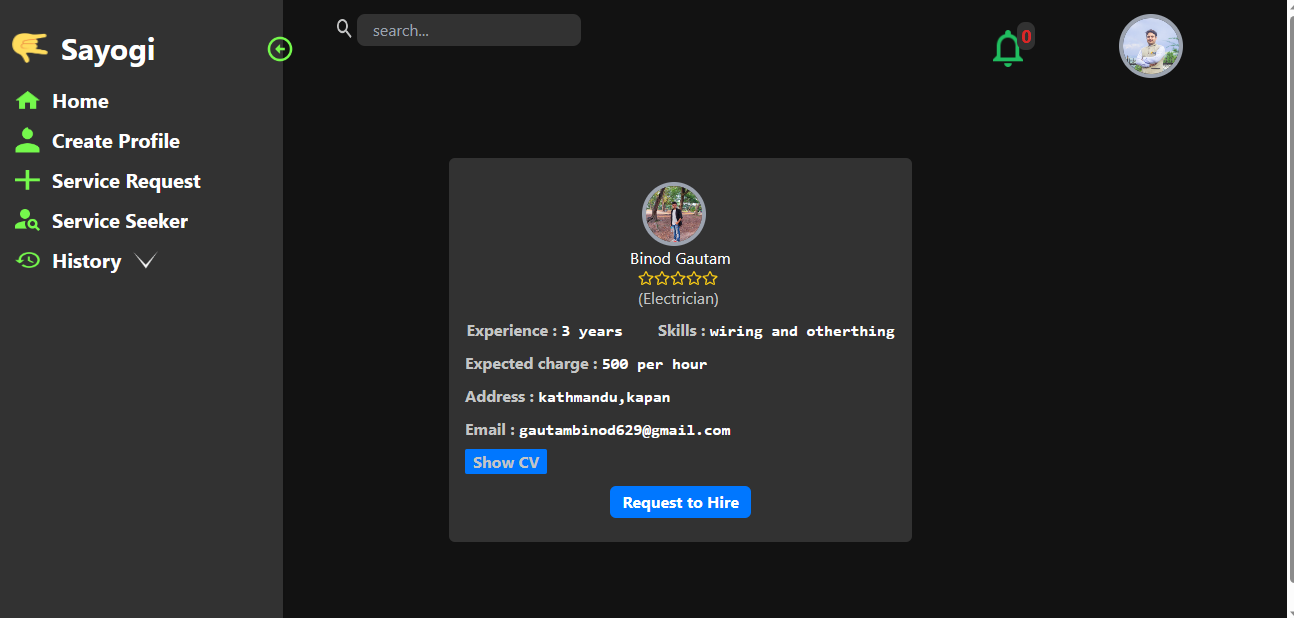 Sayogi
search...
0
Home
Create Profile
Service Request
Service Seeker
History
Binod Gautam
(Electrician)
Experience : 3 years Skills : wiring and otherthing
Expected charge : 500 per hour
Address : kathmandu,kapan
Email : gautambinod629@gmail.com
Show CV
Request to Hire